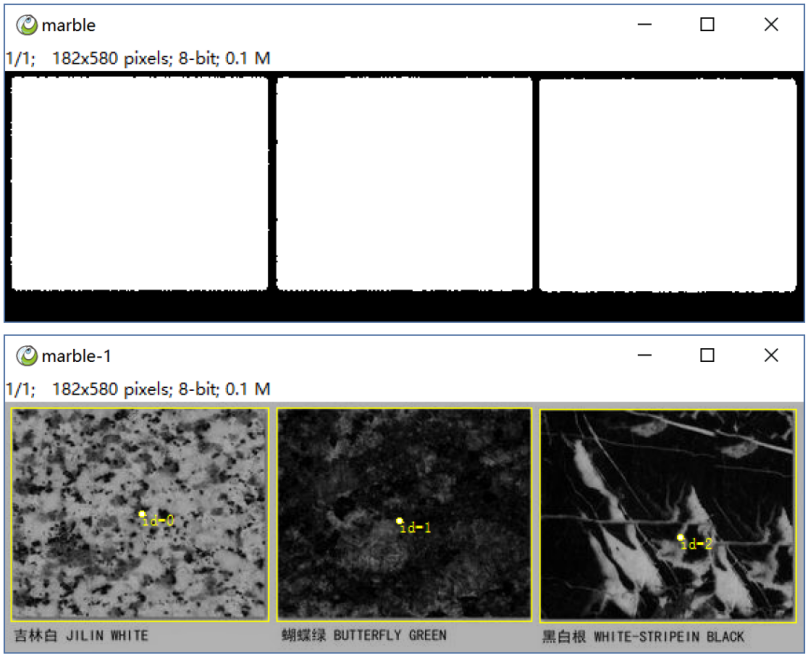 marble
1/1; 182x580 pixels; 8-bit; 0.1 M
marble-1
1/1; 182x580 pixels; 8-bit; 0.1 M
id-0
id-1
id-2
吉林白 JILIN WHITE
蝴蝶绿 BUTTERFLY GREEN
黑白根 WHITE-STRIPEIN BLACK